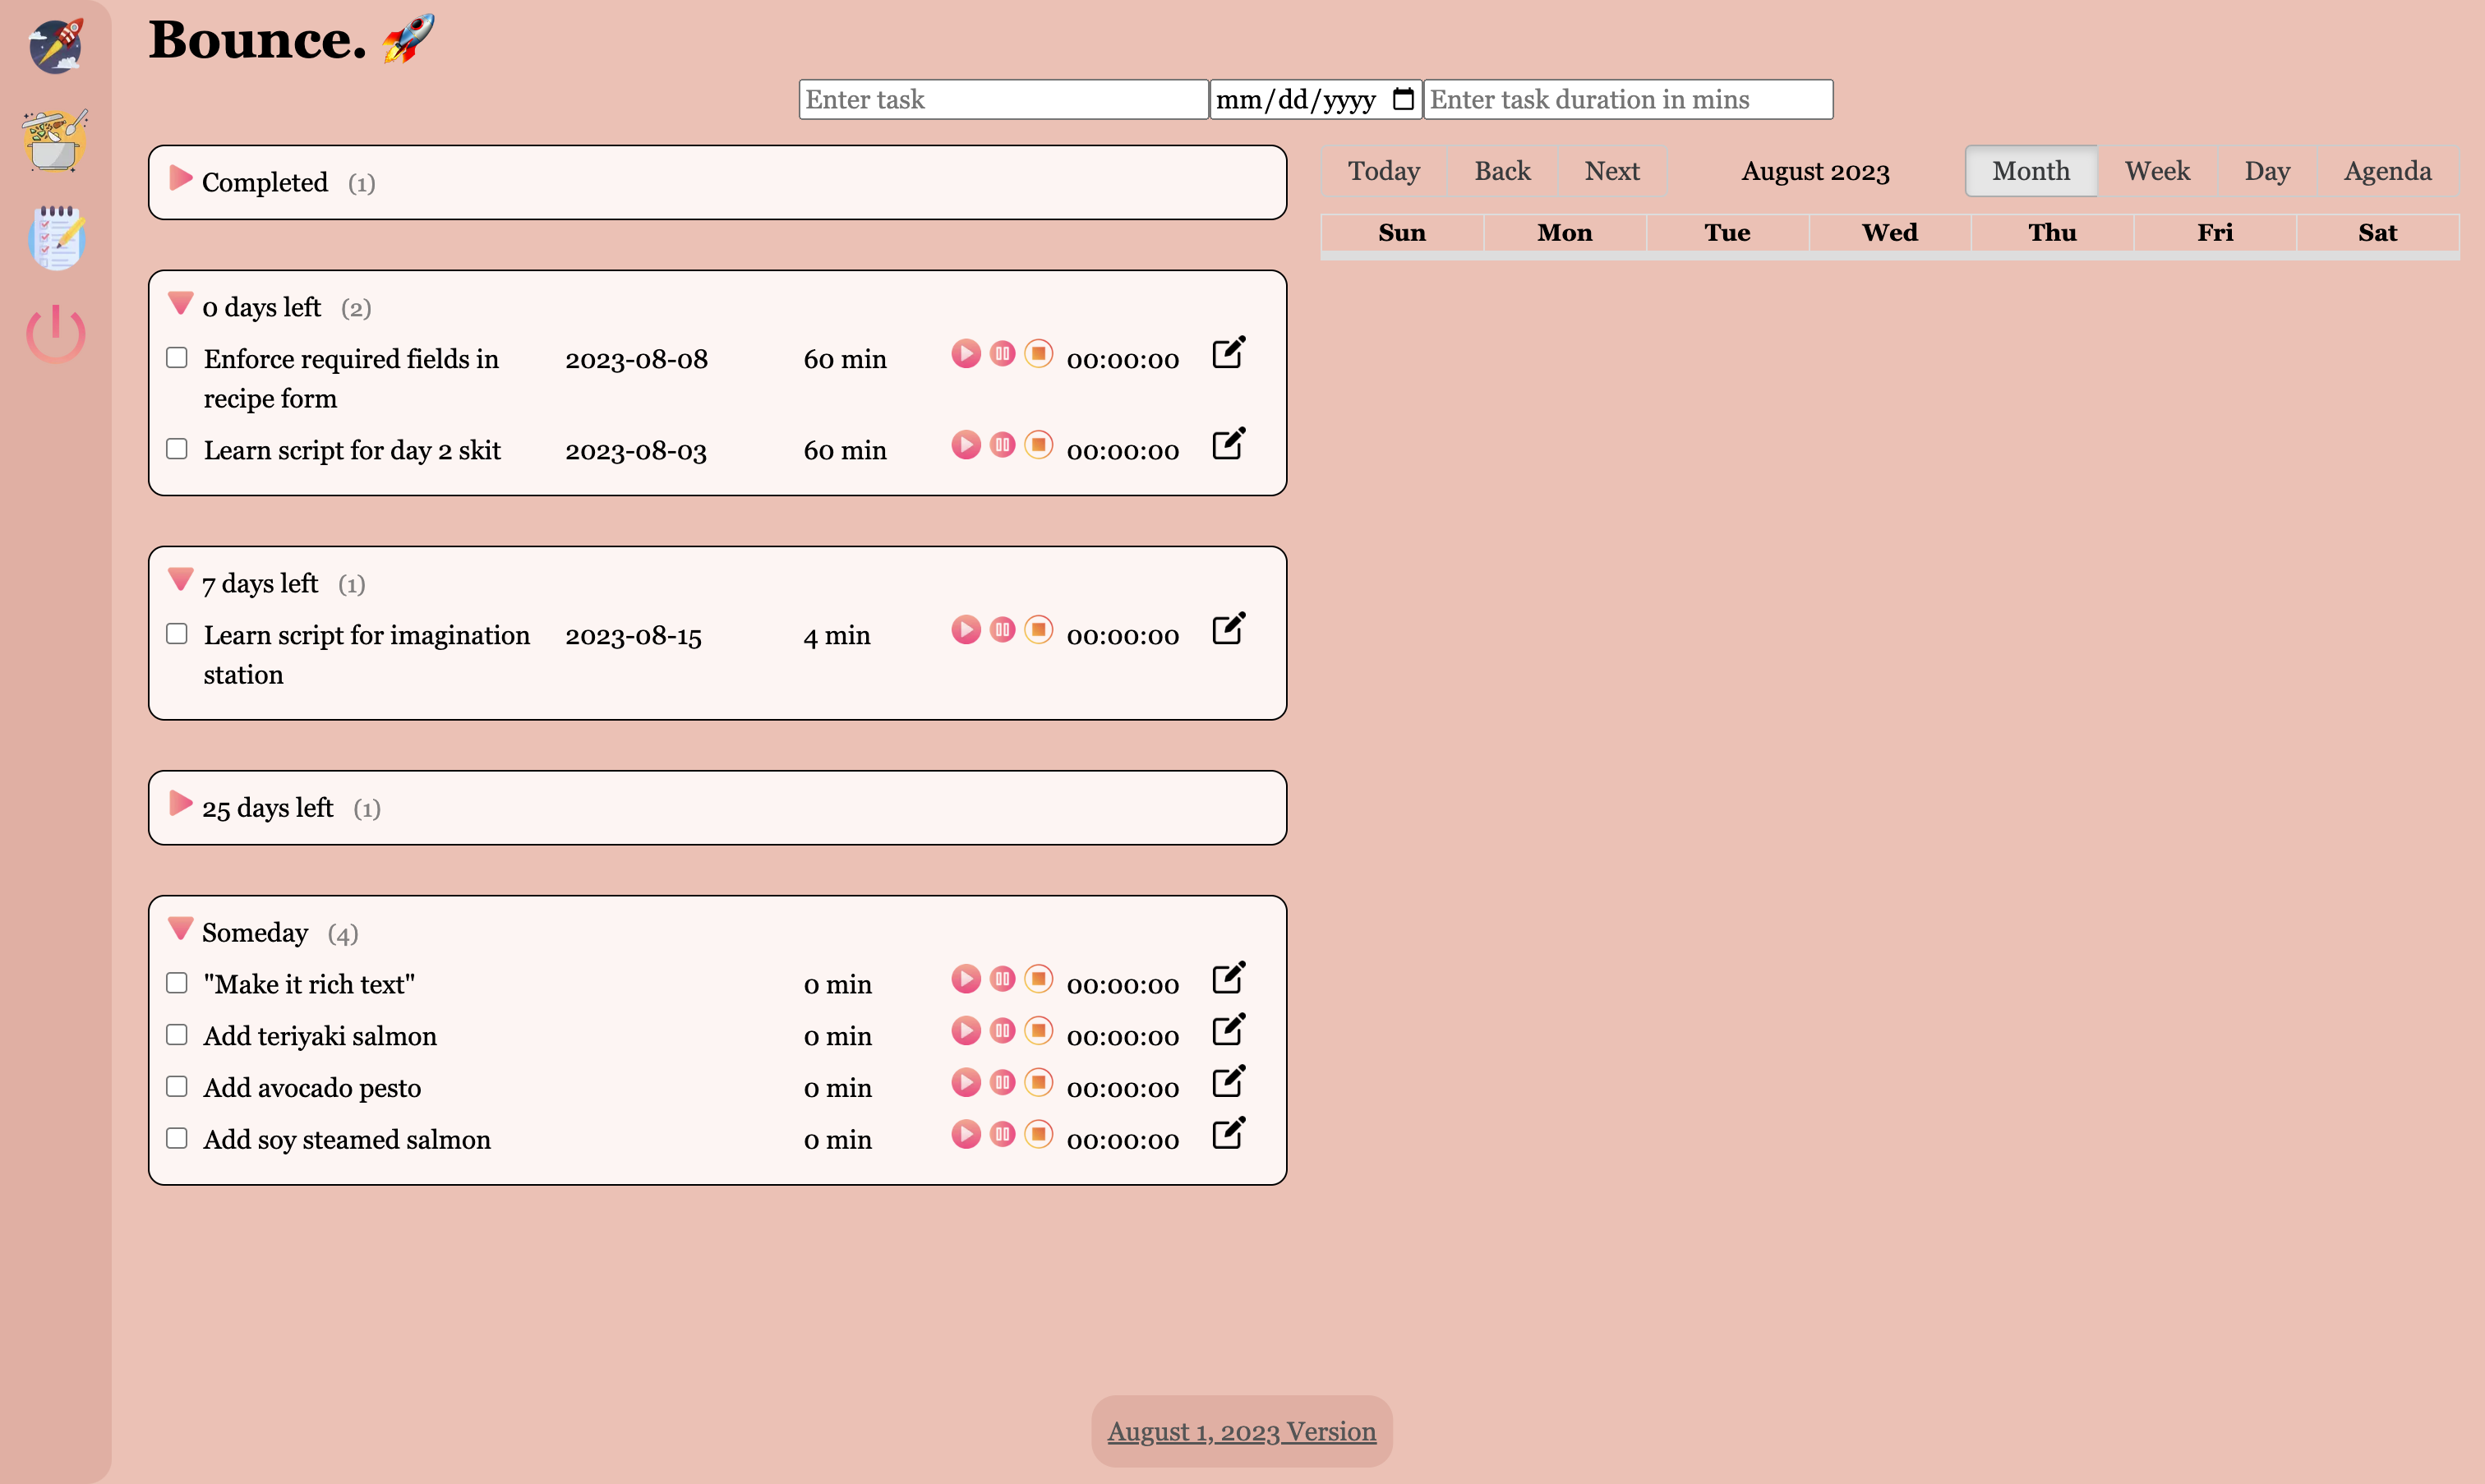 Bounce. 🚀
Enter task mm/dd/yyyy Enter task duration in mins
Completed (1)
0 days left (2)
Enforce required fields in recipe form 2023-08-08 60 min 00:00:00
Learn script for day 2 skit 2023-08-03 60 min 00:00:00
7 days left (1)
Learn script for imagination station 2023-08-15 4 min 00:00:00
25 days left (1)
Someday (4)
"Make it rich text" 0 min 00:00:00
Add teriyaki salmon 0 min 00:00:00
Add avocado pesto 0 min 00:00:00
Add soy steamed salmon 0 min 00:00:00
Today Back Next August 2023 Month Week Day Agenda
Sun Mon Tue Wed Thu Fri Sat
August 1, 2023 Version